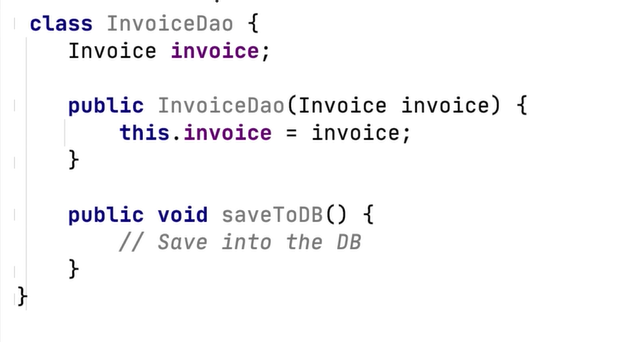 class InvoiceDao {
    Invoice invoice;
    public InvoiceDao(Invoice invoice) {
        this.invoice = invoice;
    }
    public void saveToDB() {
        // Save into the DB
    }
}